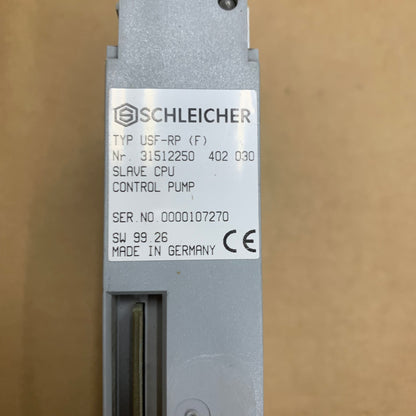 SCHLEICHER
TYP USF-RP (F)
Nr. 31512250 402 030
SLAVE CPU
CONTROL PUMP
SER.NO.0000107270
SW 99.26
MADE IN GERMANY CE